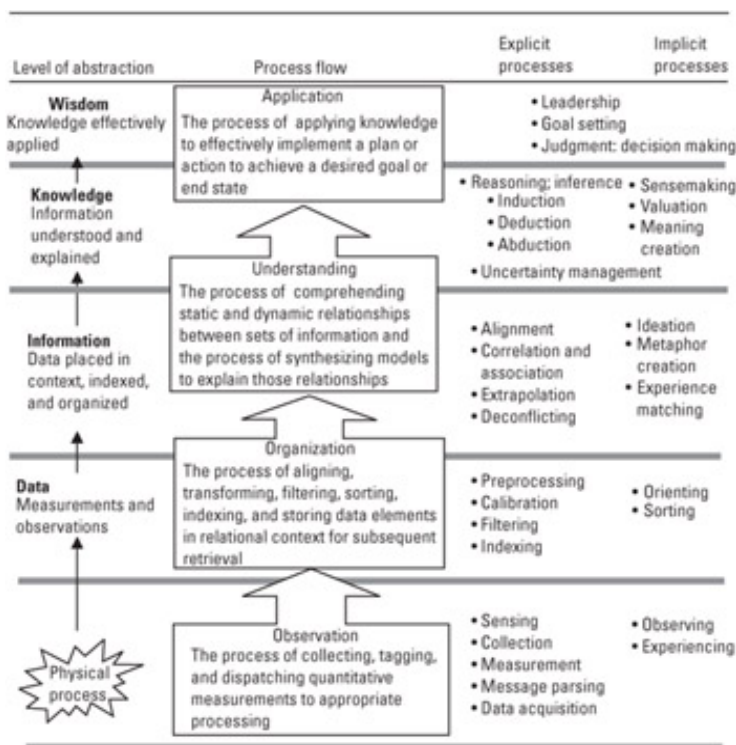 Level of abstraction
Process flow
Explicit
processes
Implicit
processes
Wisdom
Knowledge effectively
applied
Application
The process of applying knowledge
to effectively implement a plan or
action to achieve a desired goal or
end state
• Leadership
• Goal setting
• Judgment: decision making
Knowledge
Information
understood and
explained
• Reasoning; inference
• Induction
• Deduction
• Abduction
• Uncertainty management
• Sensemaking
• Valuation
• Meaning
creation
Understanding
The process of comprehending
static and dynamic relationships
between sets of information and
the process of synthesizing models
to explain those relationships
Information
Data placed in
context, indexed,
and organized
• Alignment
• Correlation and
association
• Extrapolation
• Deconflicting
• Ideation
• Metaphor
creation
• Experience
matching
Organization
The process of aligning,
transforming, filtering, sorting,
indexing, and storing data elements
in relational context for subsequent
retrieval
Data
Measurements and
observations
• Preprocessing
• Calibration
• Filtering
• Indexing
• Orienting
• Sorting
Physical
process
Observation
The process of collecting, tagging,
and dispatching quantitative
measurements to appropriate
processing
• Sensing
• Collection
• Measurement
• Message parsing
• Data acquisition
• Observing
• Experiencing